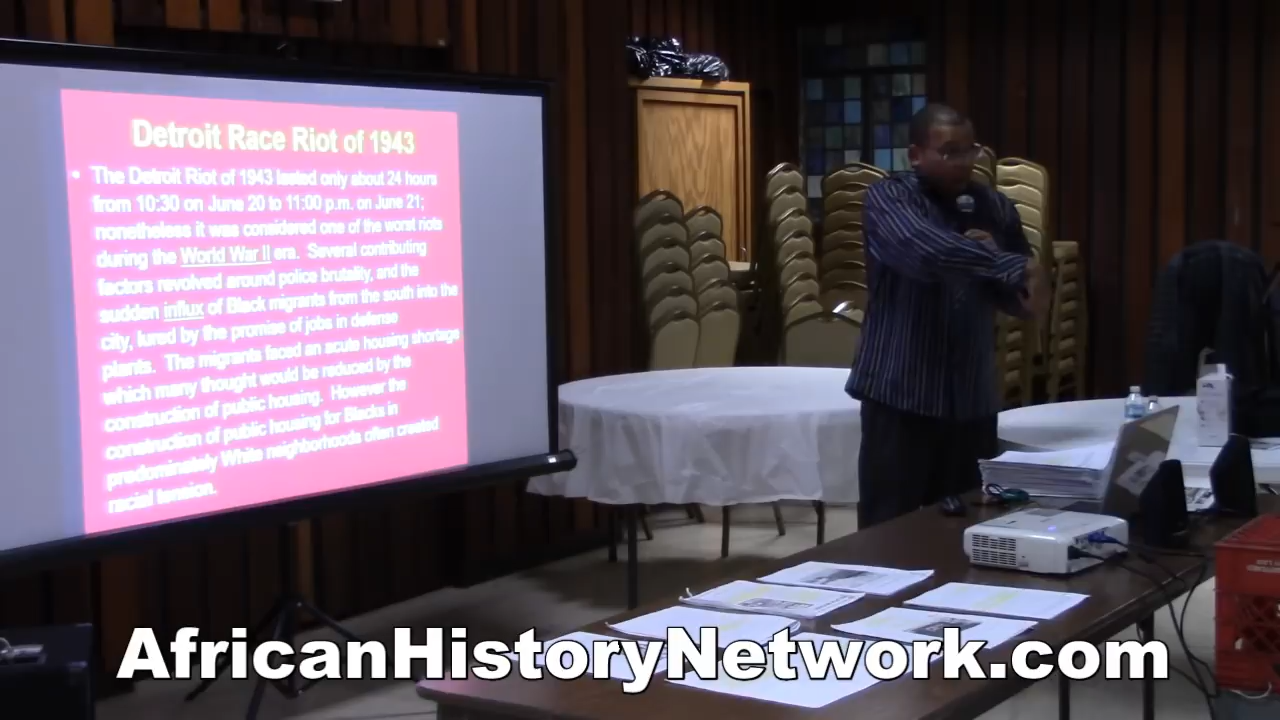 Detroit Race Riot of 1943
• The Detroit Riot of 1943 lasted only about 24 hours
from 10:30 on June 20 to 11:00 p.m. on June 21;
nonetheless it was considered one of the worst riots
during the World War II era. Several contributing
factors revolved around police brutality, and the
sudden influx of Black migrants from the south into the
city, lured by the promise of jobs in defense
plants. The migrants faced an acute housing shortage
which many thought would be reduced by the
construction of public housing. However the
construction of public housing for Blacks in
predominately White neighborhoods often created
racial tension.
AfricanHistoryNetwork.com